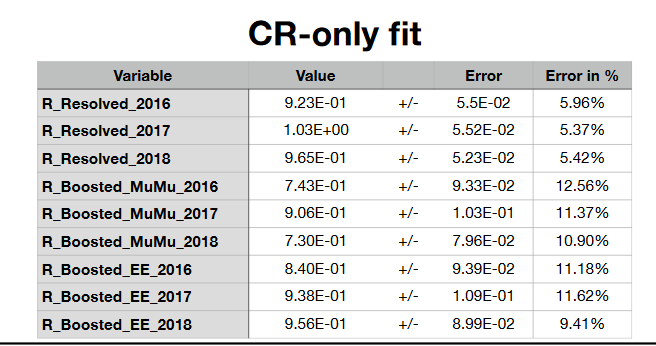 CR-only fit
Variable Value Error Error in %
R_Resolved_2016 9.23E-01 +/- 5.5E-02 5.96%
R_Resolved_2017 1.03E+00 +/- 5.52E-02 5.37%
R_Resolved_2018 9.65E-01 +/- 5.23E-02 5.42%
R_Boosted_MuMu_2016 7.43E-01 +/- 9.33E-02 12.56%
R_Boosted_MuMu_2017 9.06E-01 +/- 1.03E-01 11.37%
R_Boosted_MuMu_2018 7.30E-01 +/- 7.96E-02 10.90%
R_Boosted_EE_2016 8.40E-01 +/- 9.39E-02 11.18%
R_Boosted_EE_2017 9.38E-01 +/- 1.09E-01 11.62%
R_Boosted_EE_2018 9.56E-01 +/- 8.99E-02 9.41%